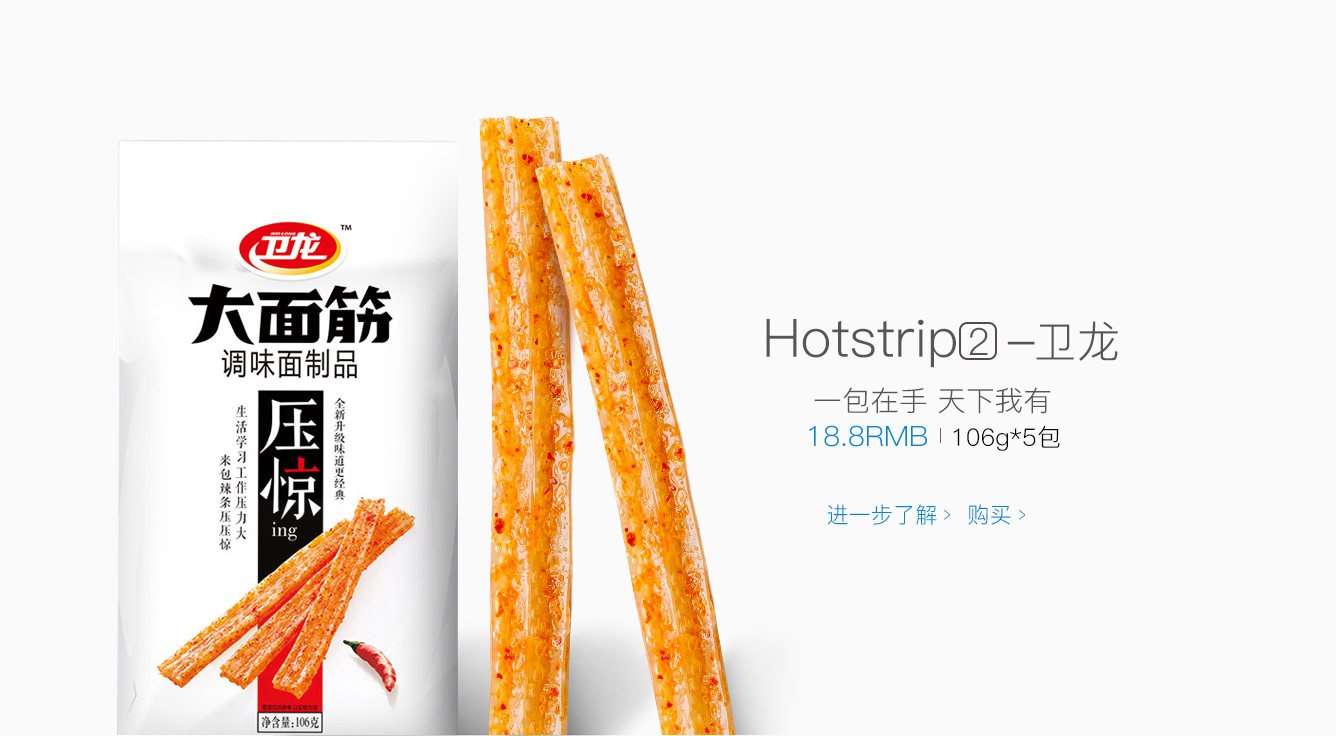 WEI LONG
卫龙
TM
大面筋
调味面制品
压惊
ing
全新升级味道更经典
生活学习工作压力大
来包辣条压压惊
净含量:106克
Hotstrip2 –卫龙
一包在手 天下我有
18.8RMB | 106g*5包
进一步了解 > 购买 >